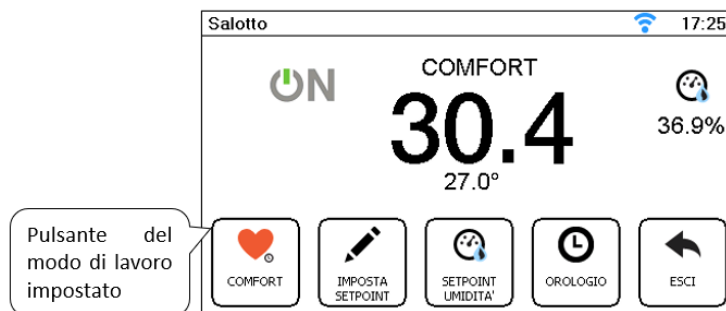 Salotto 17:25
ON
COMFORT
30.4
36.9%
27.0°
Pulsante del
modo di lavoro
impostato
COMFORT
IMPOSTA
SETPOINT
SETPOINT
UMIDITA'
OROLOGIO
ESCI